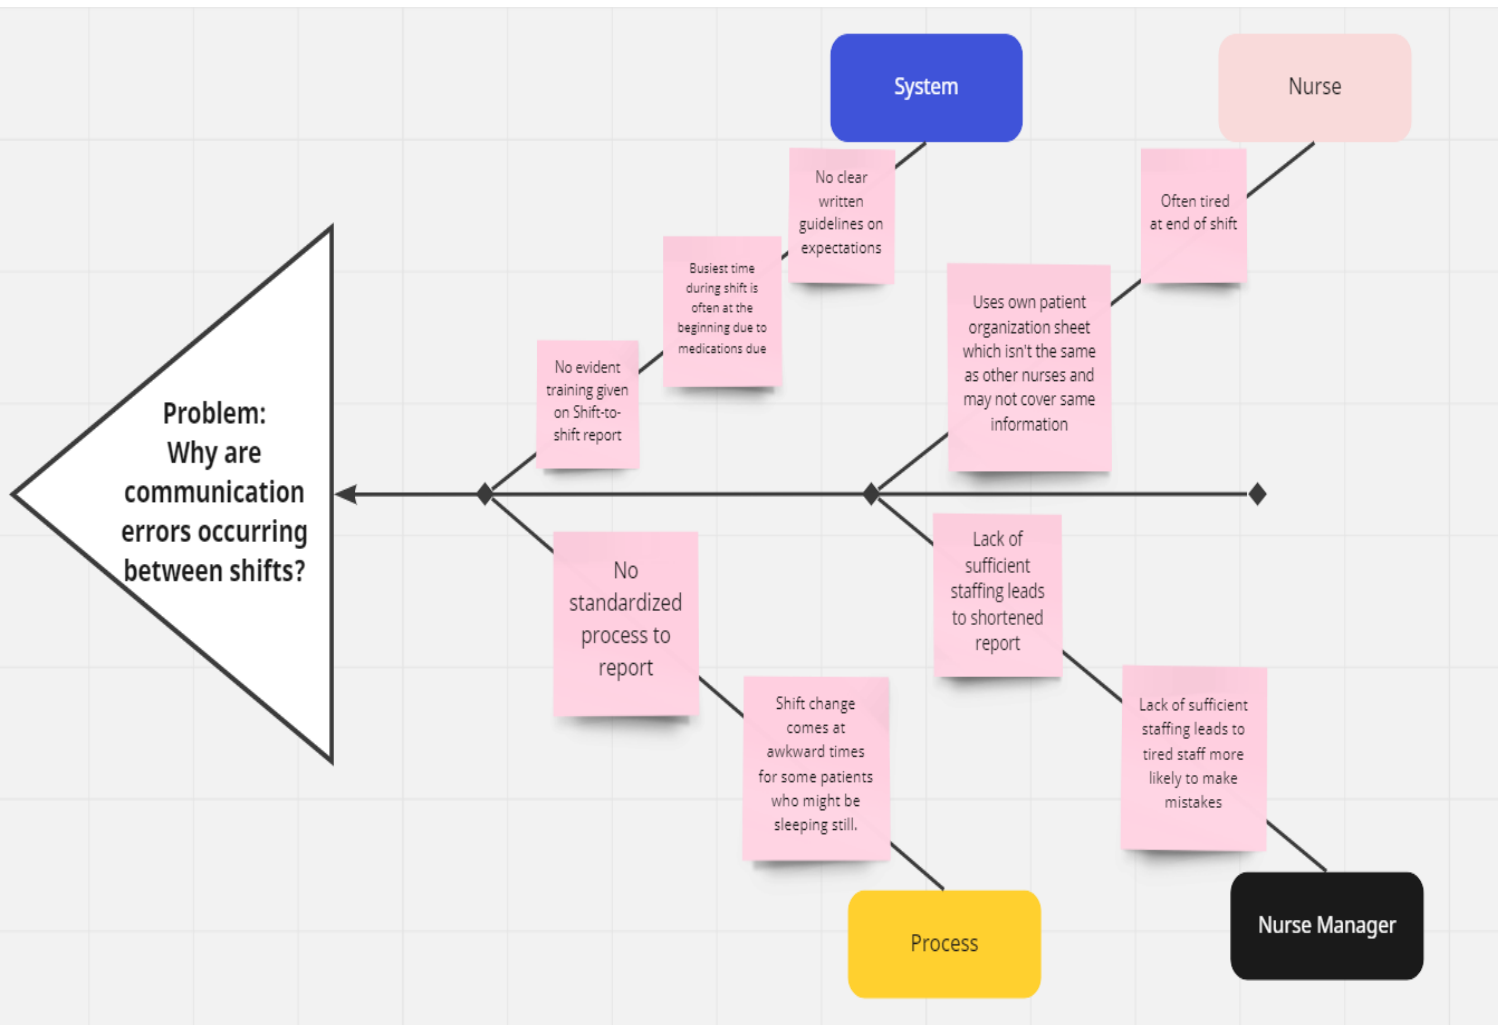 System
Nurse
No clear
written
guidelines on
expectations
Often tired
at end of shift
Busiest time
during shift is
often at the
beginning due to
medications due
Uses own patient
organization sheet
which isn't the same
as other nurses and
may not cover same
information
No evident
training given
on Shift-to-
shift report
Problem:
Why are
communication
errors occurring
between shifts?
No
standardized
process to
report
Lack of
sufficient
staffing leads
to shortened
report
Shift change
comes at
awkward times
for some patients
who might be
sleeping still.
Lack of sufficient
staffing leads to
tired staff more
likely to make
mistakes
Process
Nurse Manager